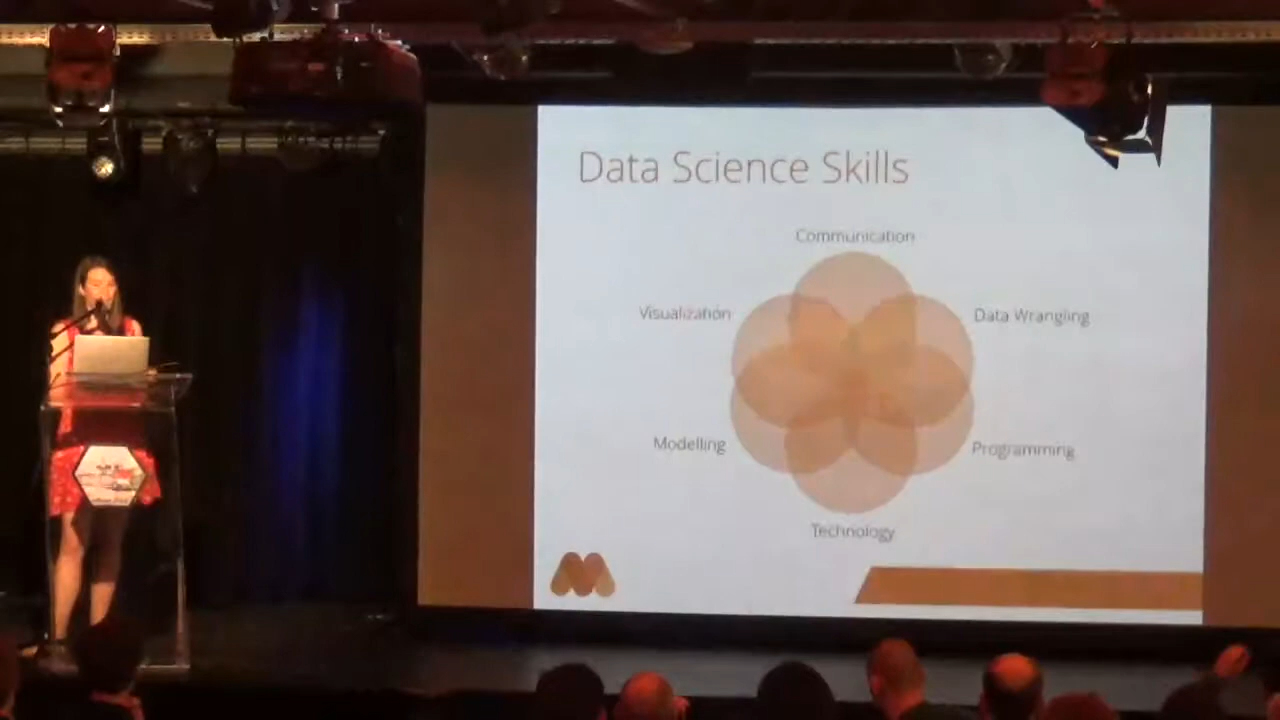 Data Science Skills
Communication
Visualization
Data Wrangling
Modelling
Programming
Technology